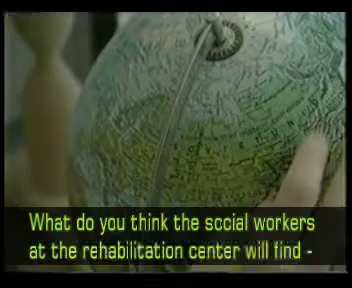 What do you think the social workers
at the rehabilitation center will find -